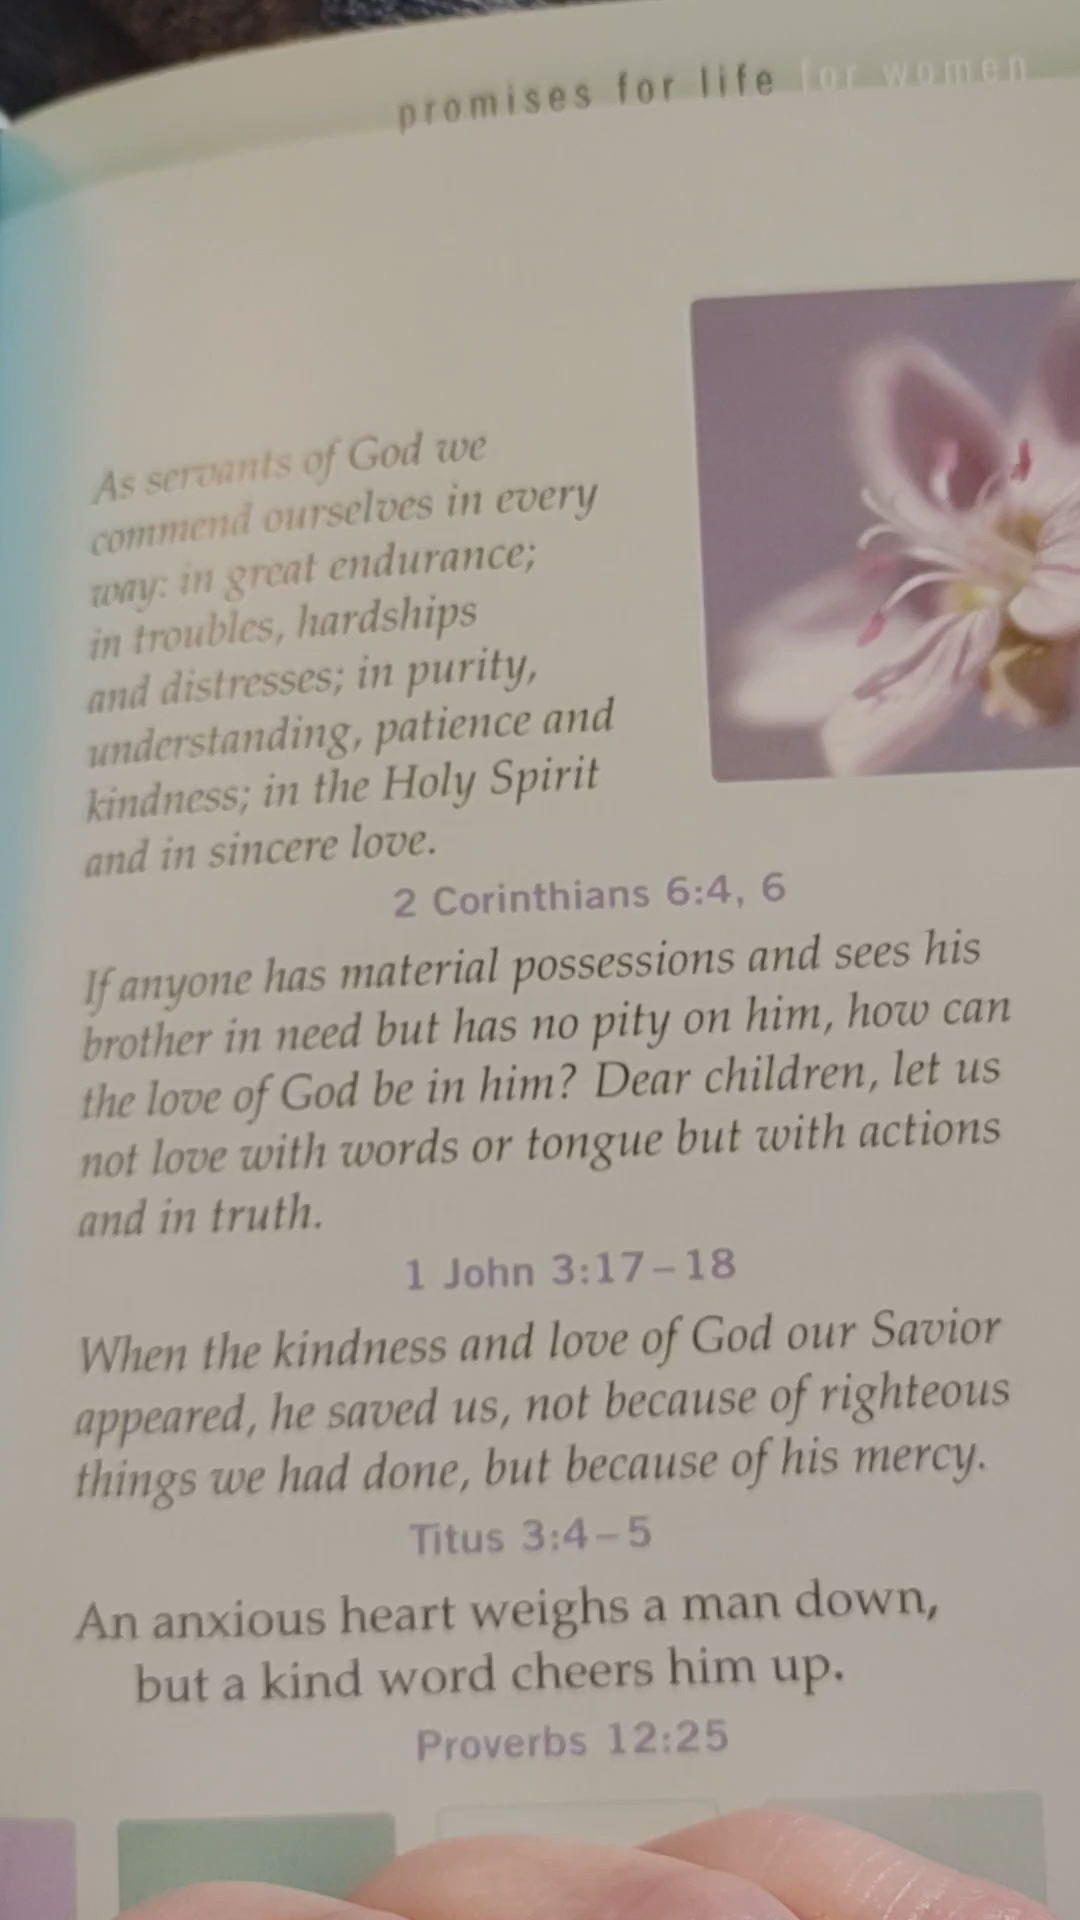 promises for life for women
As servants of God we
commend ourselves in every
way: in great endurance;
in troubles, hardships
and distresses; in purity,
understanding, patience and
kindness; in the Holy Spirit
and in sincere love.
2 Corinthians 6:4, 6
If anyone has material possessions and sees his
brother in need but has no pity on him, how can
the love of God be in him? Dear children, let us
not love with words or tongue but with actions
and in truth.
1 John 3:17–18
When the kindness and love of God our Savior
appeared, he saved us, not because of righteous
things we had done, but because of his mercy.
Titus 3:4–5
An anxious heart weighs a man down,
but a kind word cheers him up.
Proverbs 12:25